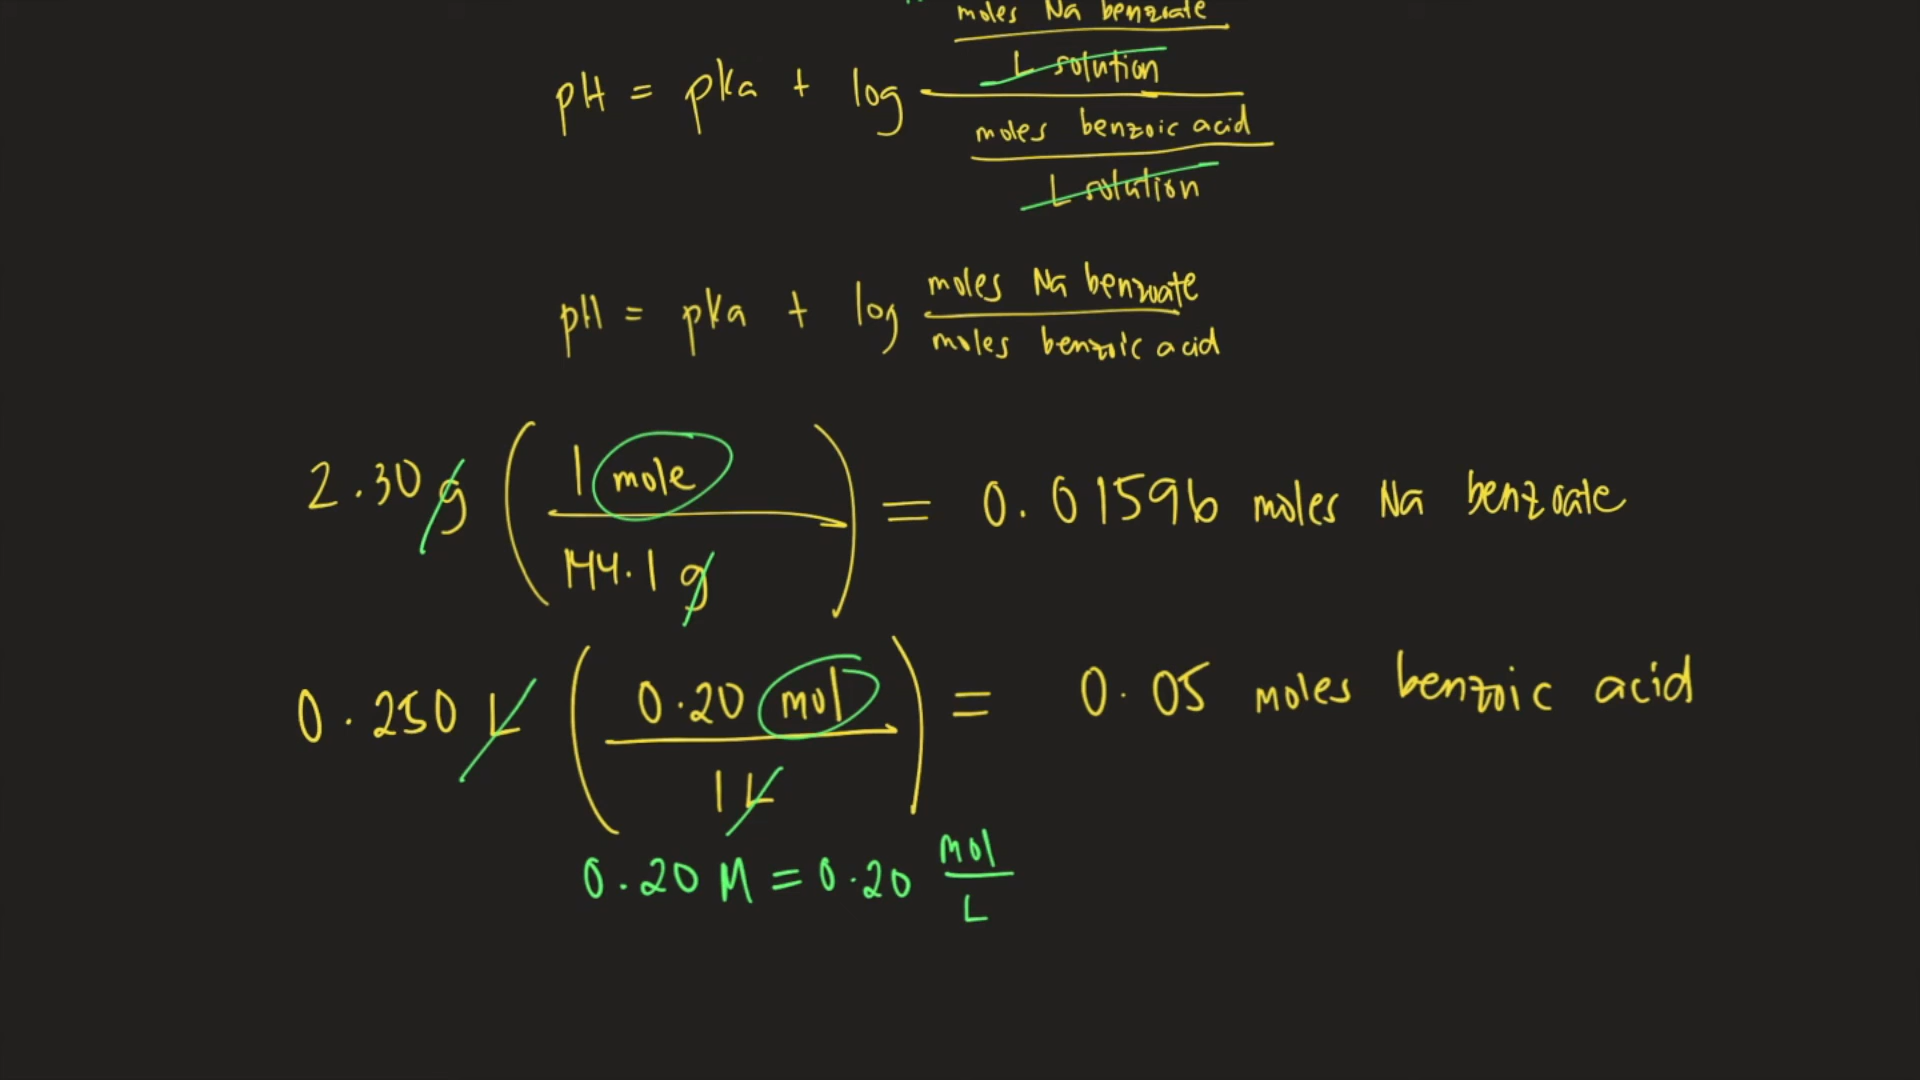 moles Na benzoate
L solution
pH = pka + log
moles benzoic acid
L solution
pH = pka + log moles Na benzoate
moles benzoic acid
2.30 g ( 1 mole / 144.1 g ) = 0.01596 moles Na benzoate
0.250 L ( 0.20 mol / 1 L ) = 0.05 moles benzoic acid
0.20 M = 0.20 mol / L